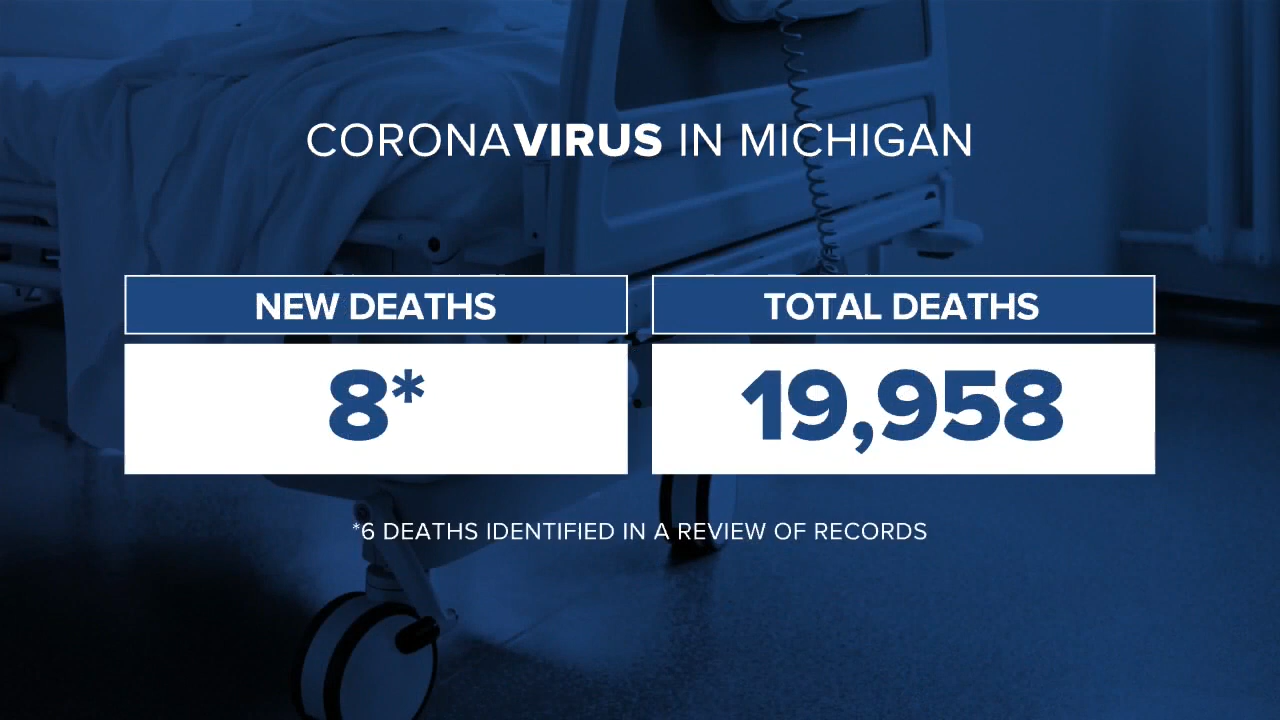 CORONAVIRUS IN MICHIGAN
NEW DEATHS
8*
TOTAL DEATHS
19,958
*6 DEATHS IDENTIFIED IN A REVIEW OF RECORDS